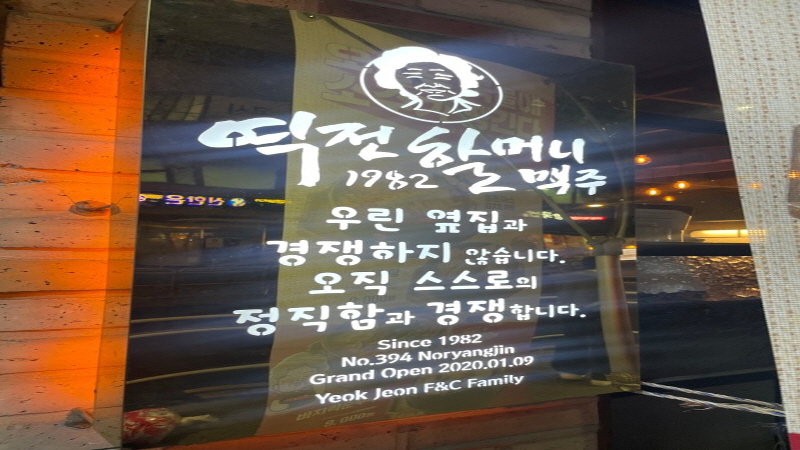 역전할머니
1982 맥주
우린 옆집과
경쟁하지 않습니다.
오직 스스로의
정직함과 경쟁합니다.
Since 1982
No.394 Noryangjin
Grand Open 2020.01.09
Yeok Jeon F&C Family